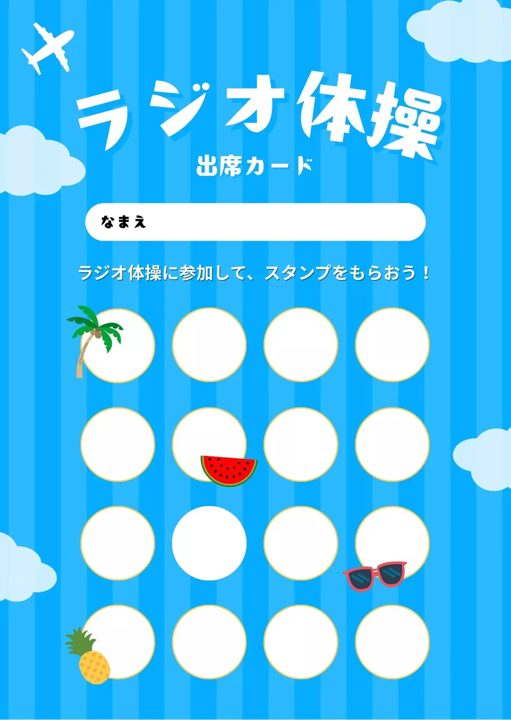 ラジオ体操
出席カード
なまえ
ラジオ体操に参加して、スタンプをもらおう！